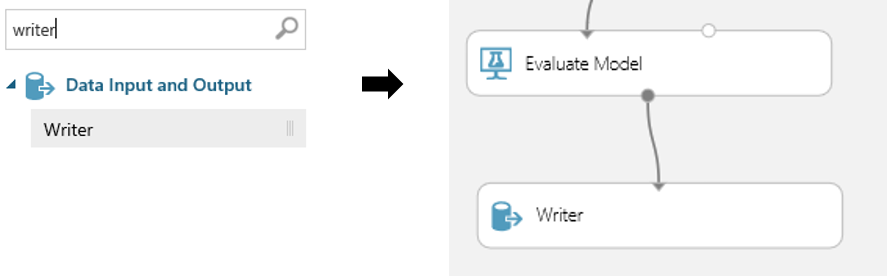 writer
Data Input and Output
Writer
Evaluate Model
Writer